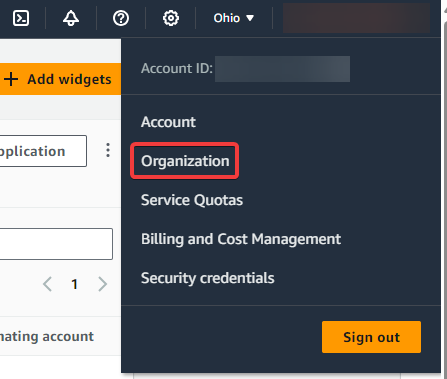 Ohio ▼
Account ID:
+ Add widgets
Account
pplication
Organization
Service Quotas
Billing and Cost Management
1
Security credentials
nating account
Sign out